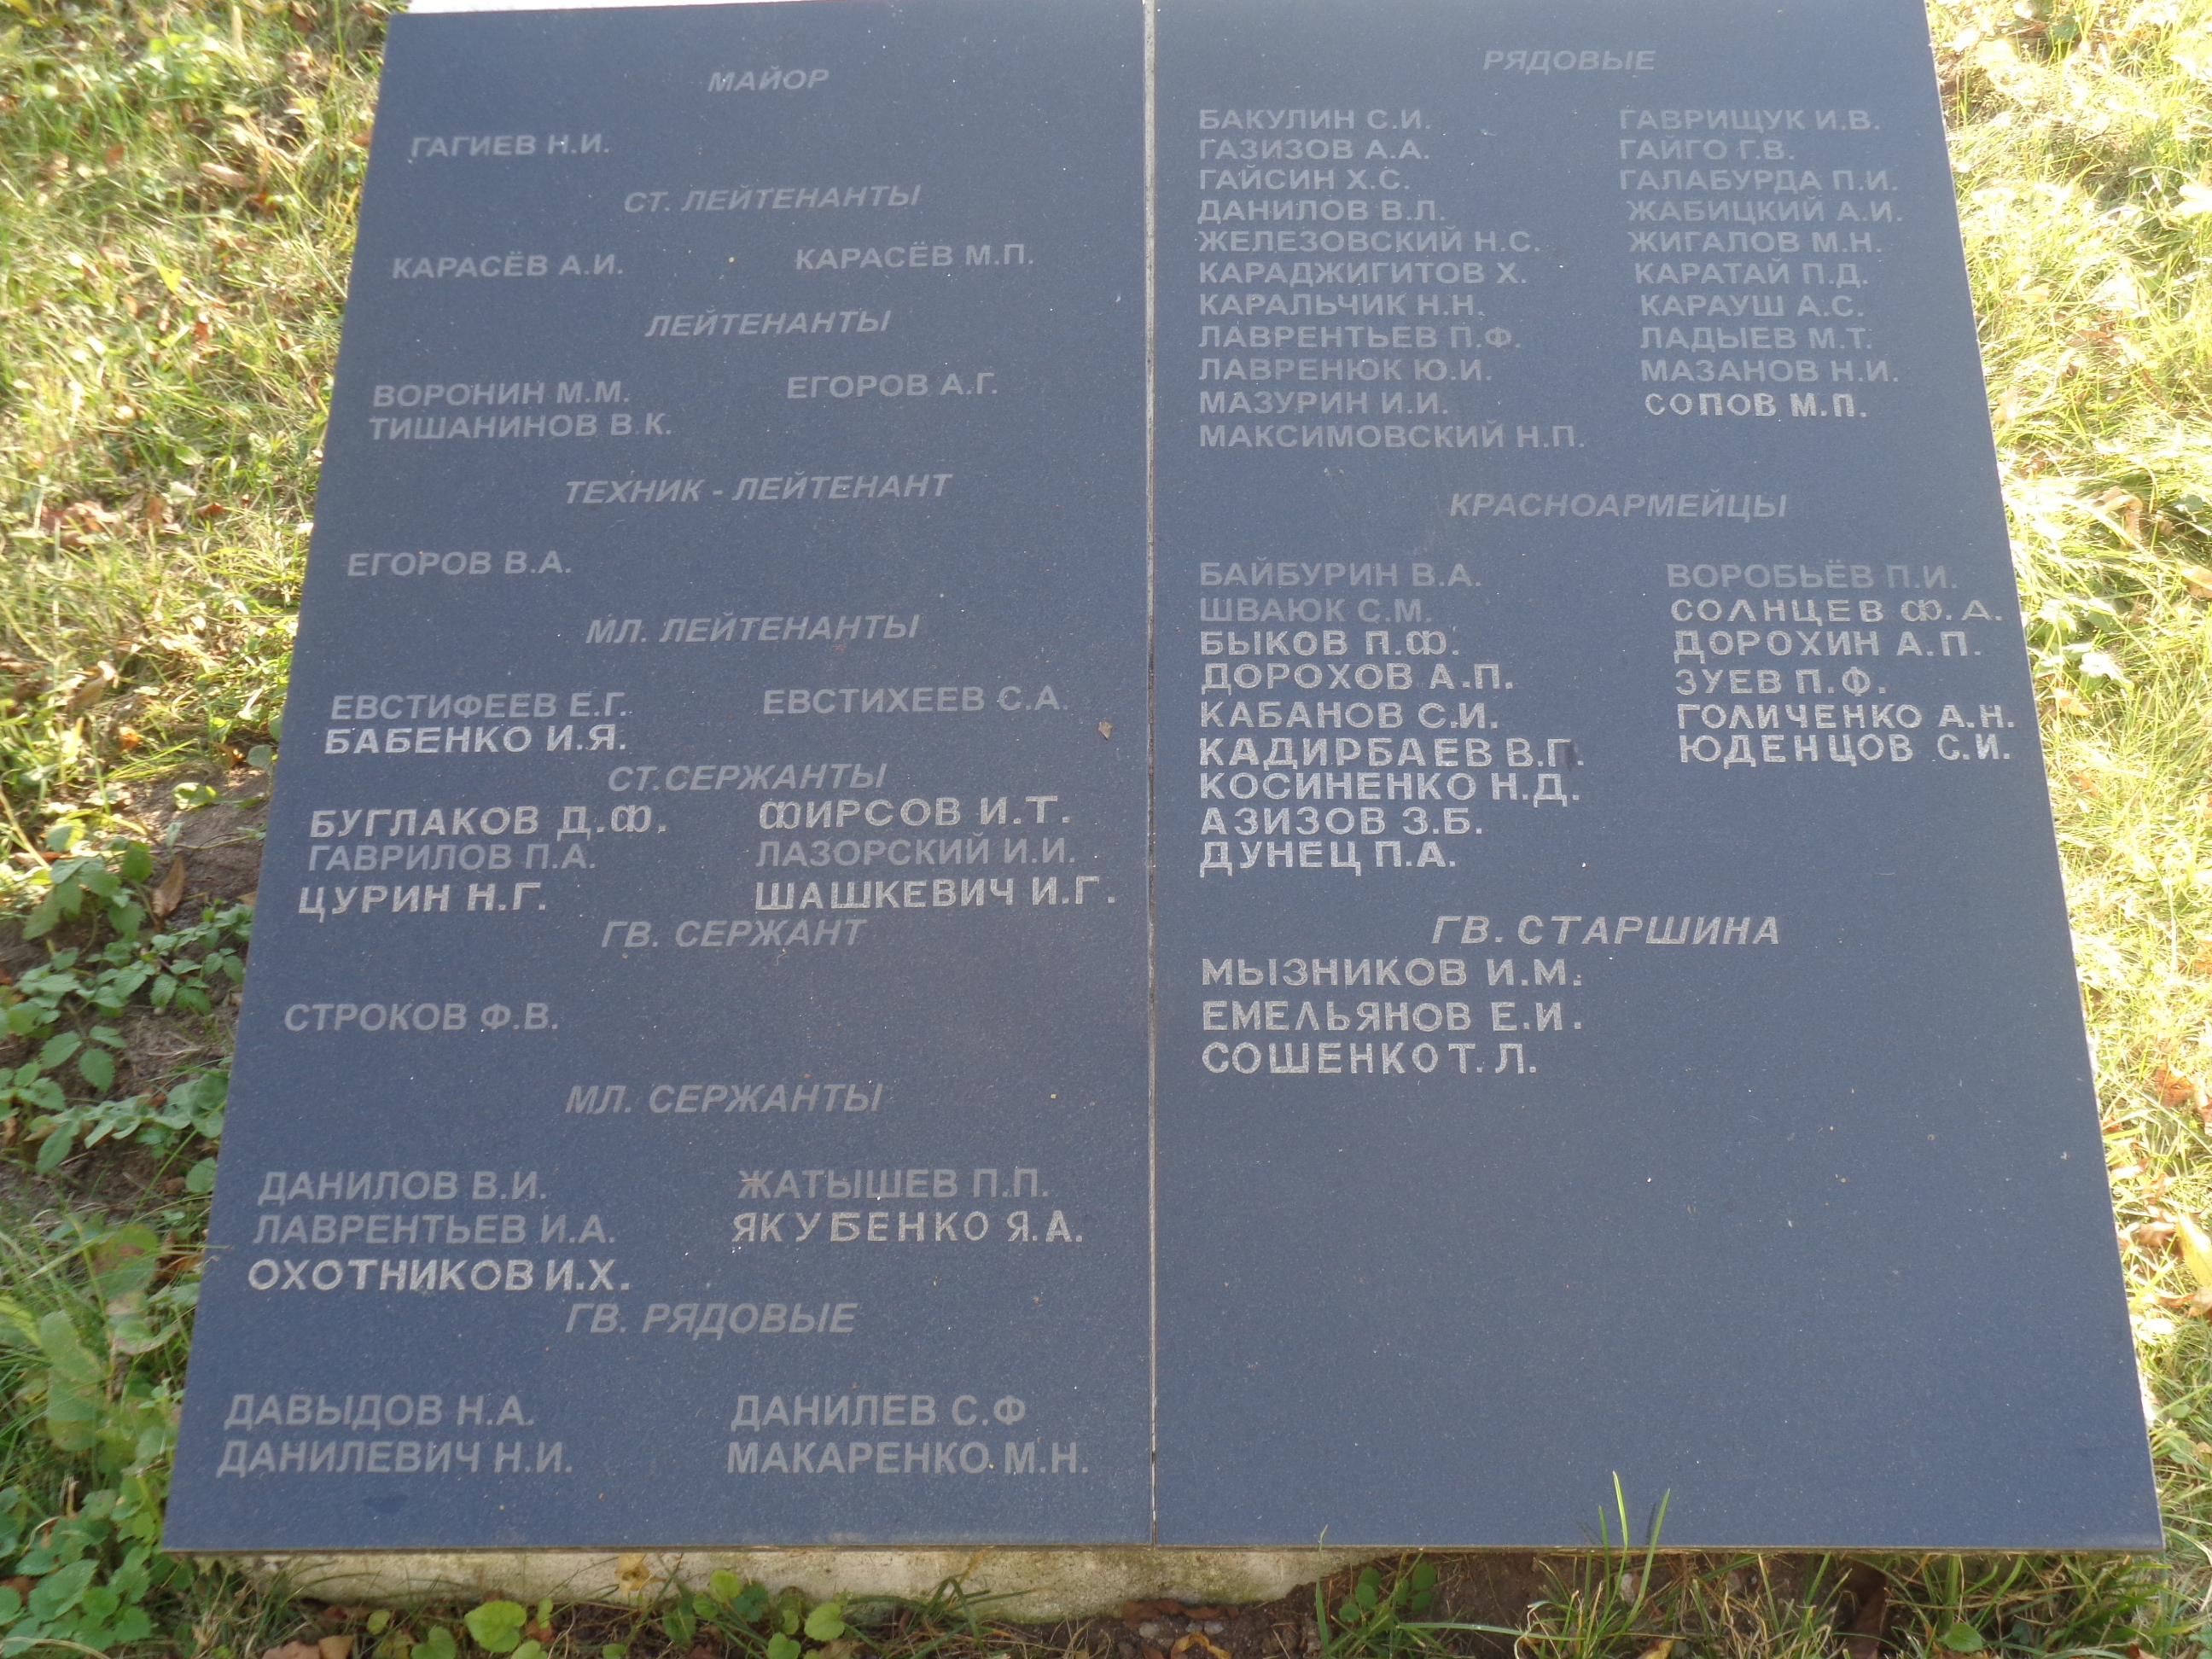 МАЙОР
ГАГИЕВ Н.И.
СТ. ЛЕЙТЕНАНТЫ
КАРАСЁВ А.И. КАРАСЁВ М.П.
ЛЕЙТЕНАНТЫ
ВОРОНИН М.М. ЕГОРОВ А.Г.
ТИШАНИНОВ В.К.
ТЕХНИК - ЛЕЙТЕНАНТ
ЕГОРОВ В.А.
МЛ. ЛЕЙТЕНАНТЫ
ЕВСТИФЕЕВ Е.Г. ЕВСТИХЕЕВ С.А.
БАБЕНКО И.Я.
СТ.СЕРЖАНТЫ
БУГЛАКОВ Д.Ф. ФИРСОВ И.Т.
ГАВРИЛОВ П.А. ЛАЗОРСКИЙ И.И.
ЦУРИН Н.Г. ШАШКЕВИЧ И.Г.
ГВ. СЕРЖАНТ
СТРОКОВ Ф.В.
МЛ. СЕРЖАНТЫ
ДАНИЛОВ В.И. ЖАТЫШЕВ П.П.
ЛАВРЕНТЬЕВ И.А. ЯКУБЕНКО Я.А.
ОХОТНИКОВ И.Х.
ГВ. РЯДОВЫЕ
ДАВЫДОВ Н.А. ДАНИЛЕВ С.Ф
ДАНИЛЕВИЧ Н.И. МАКАРЕНКО М.Н.
РЯДОВЫЕ
БАКУЛИН С.И. ГАВРИЩУК И.В.
ГАЗИЗОВ А.А. ГАЙГО Г.В.
ГАЙСИН Х.С. ГАЛАБУРДА П.И.
ДАНИЛОВ В.Л. ЖАБИЦКИЙ А.И.
ЖЕЛЕЗОВСКИЙ Н.С. ЖИГАЛОВ М.Н.
КАРАДЖИГИТОВ Х. КАРАТАЙ П.Д.
КАРАЛЬЧИК Н.Н. КАРАУШ А.С.
ЛАВРЕНТЬЕВ П.Ф. ЛАДЫЕВ М.Т.
ЛАВРЕНЮК Ю.И. МАЗАНОВ Н.И.
МАЗУРИН И.И. СОПОВ М.П.
МАКСИМОВСКИЙ Н.П.
КРАСНОАРМЕЙЦЫ
БАЙБУРИН В.А. ВОРОБЬЁВ П.И.
ШВАЮК С.М. СОЛНЦЕВ Ф.А.
БЫКОВ П.Ф. ДОРОХИН А.П.
ДОРОХОВ А.П. ЗУЕВ П.Ф.
КАБАНОВ С.И. ГОЛИЧЕНКО А.Н.
КАДИРБАЕВ В.Г. ЮДЕНЦОВ С.И.
КОСИНЕНКО Н.Д.
АЗИЗОВ З.Б.
ДУНЕЦ П.А.
ГВ. СТАРШИНА
МЫЗНИКОВ И.М.
ЕМЕЛЬЯНОВ Е.И.
СОШЕНКО Т.Л.